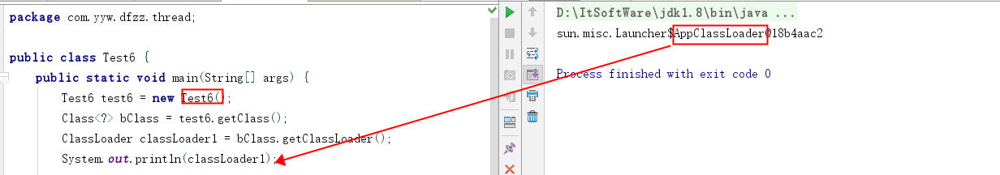 package com.yyw.dfzz.thread;
public class Test6 {
public static void main(String[] args) {
Test6 test6 = new Test6();
Class<?> bClass = test6.getClass();
ClassLoader classLoader1 = bClass.getClassLoader();
System.out.println(classLoader1);
D:\ItSoftWare\jdk1.8\bin\java ...
sun.misc.Launcher$AppClassLoader@18b4aac2
Process finished with exit code 0